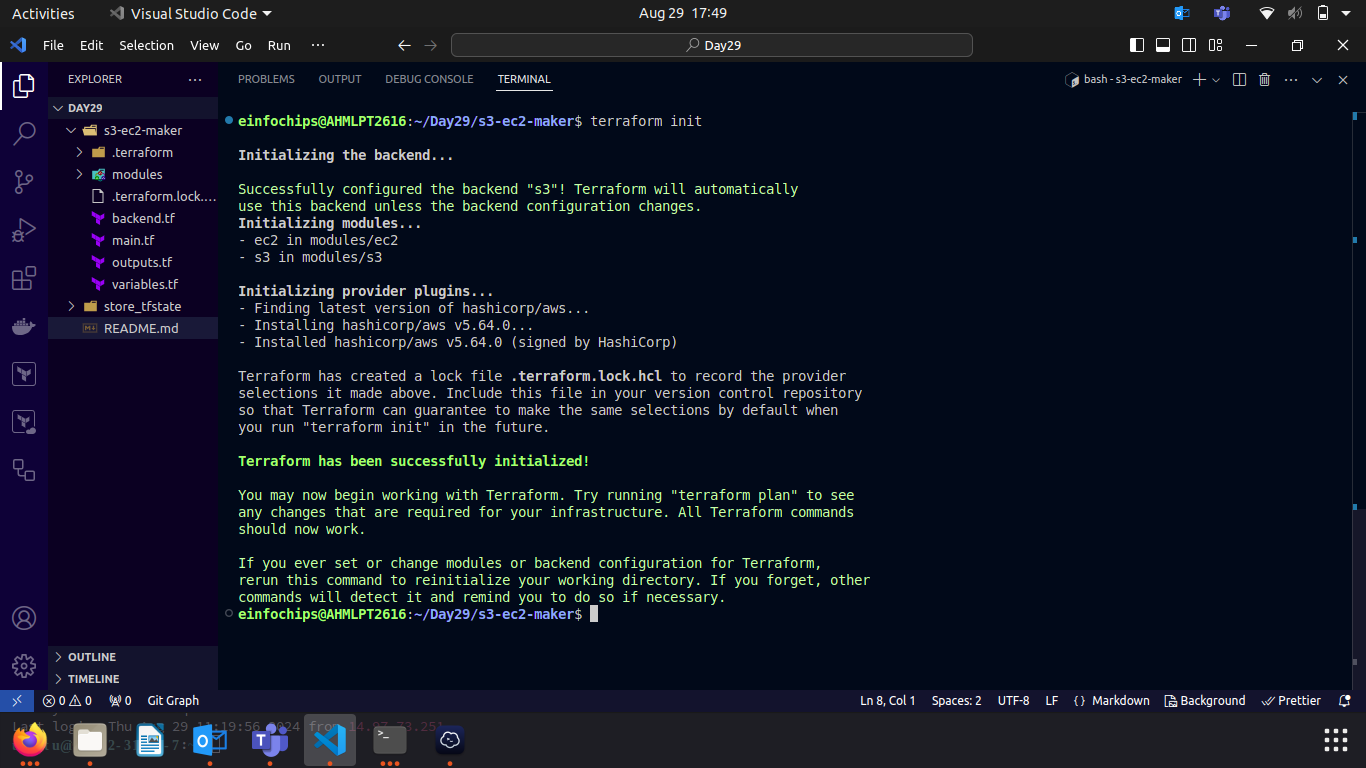 Activities
Visual Studio Code
Aug 29 17:49
File Edit Selection View Go Run ···
Day29
EXPLORER ···
DAY29
s3-ec2-maker
.terraform
modules
.terraform.lock....
backend.tf
main.tf
outputs.tf
variables.tf
store_tfstate
README.md
OUTLINE
TIMELINE
PROBLEMS OUTPUT DEBUG CONSOLE TERMINAL
bash - s3-ec2-maker
einfochips@AHMLPT2616:~/Day29/s3-ec2-maker$ terraform init
Initializing the backend...
Successfully configured the backend "s3"! Terraform will automatically
use this backend unless the backend configuration changes.
Initializing modules...
- ec2 in modules/ec2
- s3 in modules/s3
Initializing provider plugins...
- Finding latest version of hashicorp/aws...
- Installing hashicorp/aws v5.64.0...
- Installed hashicorp/aws v5.64.0 (signed by HashiCorp)
Terraform has created a lock file .terraform.lock.hcl to record the provider
selections it made above. Include this file in your version control repository
so that Terraform can guarantee to make the same selections by default when
you run "terraform init" in the future.
Terraform has been successfully initialized!
You may now begin working with Terraform. Try running "terraform plan" to see
any changes that are required for your infrastructure. All Terraform commands
should now work.
If you ever set or change modules or backend configuration for Terraform,
rerun this command to reinitialize your working directory. If you forget, other
commands will detect it and remind you to do so if necessary.
einfochips@AHMLPT2616:~/Day29/s3-ec2-maker$
0 0 0 Git Graph
Ln 8, Col 1 Spaces: 2 UTF-8 LF {} Markdown Background Prettier
Last Thu 29 from